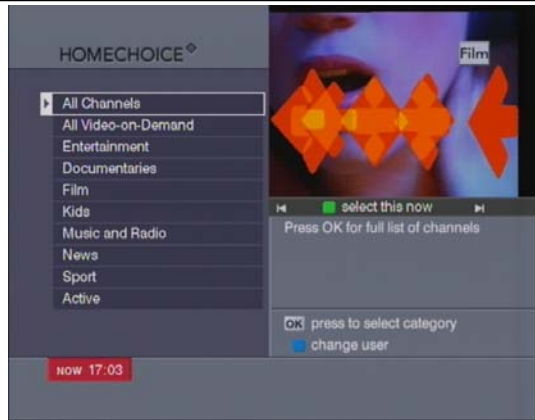 HOMECHOICE
Film
All Channels
All Video-on-Demand
Entertainment
Documentaries
Film
Kids
Music and Radio
News
Sport
Active
select this now
Press OK for full list of channels
OK press to select category
change user
NOW 17:03